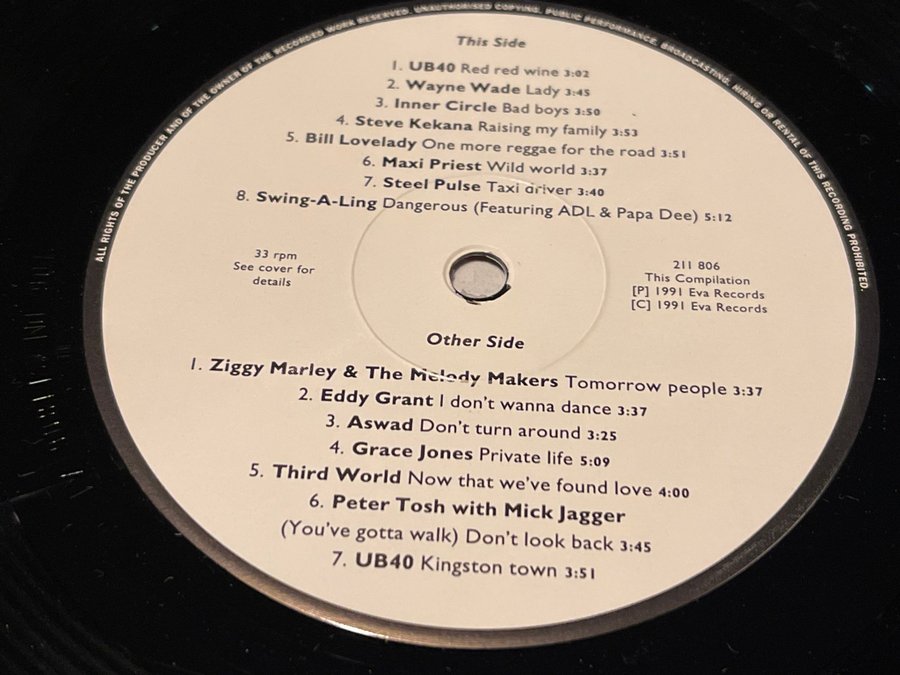 ALL RIGHTS OF THE PRODUCER AND OF THE OWNER OF THE RECORDED WORK RESERVED. UNAUTHORISED COPYING, PUBLIC PERFORMANCE, BROADCASTING, HIRING OR RENTAL OF THIS RECORDING PROHIBITED.
This Side
1. UB40 Red red wine 3:02
2. Wayne Wade Lady 3:45
3. Inner Circle Bad boys 3:50
4. Steve Kekana Raising my family 3:53
5. Bill Lovelady One more reggae for the road 3:51
6. Maxi Priest Wild world 3:37
7. Steel Pulse Taxi driver 3:40
8. Swing-A-Ling Dangerous (Featuring ADL & Papa Dee) 5:12
33 rpm
See cover for
details
211 806
This Compilation
[P] 1991 Eva Records
[C] 1991 Eva Records
Other Side
1. Ziggy Marley & The Melody Makers Tomorrow people 3:37
2. Eddy Grant I don't wanna dance 3:37
3. Aswad Don't turn around 3:25
4. Grace Jones Private life 5:09
5. Third World Now that we've found love 4:00
6. Peter Tosh with Mick Jagger
(You've gotta walk) Don't look back 3:45
7. UB40 Kingston town 3:51